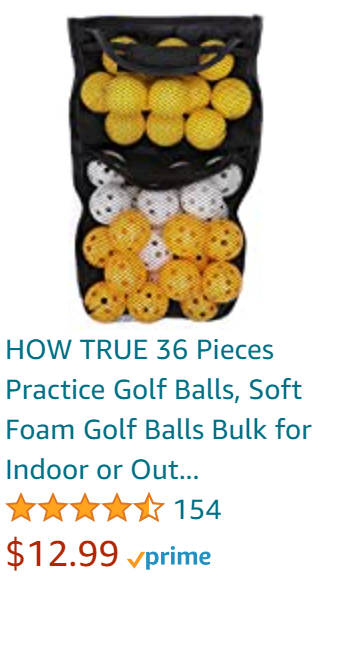 HOW TRUE 36 Pieces
Practice Golf Balls, Soft
Foam Golf Balls Bulk for
Indoor or Out...
154
$12.99 prime